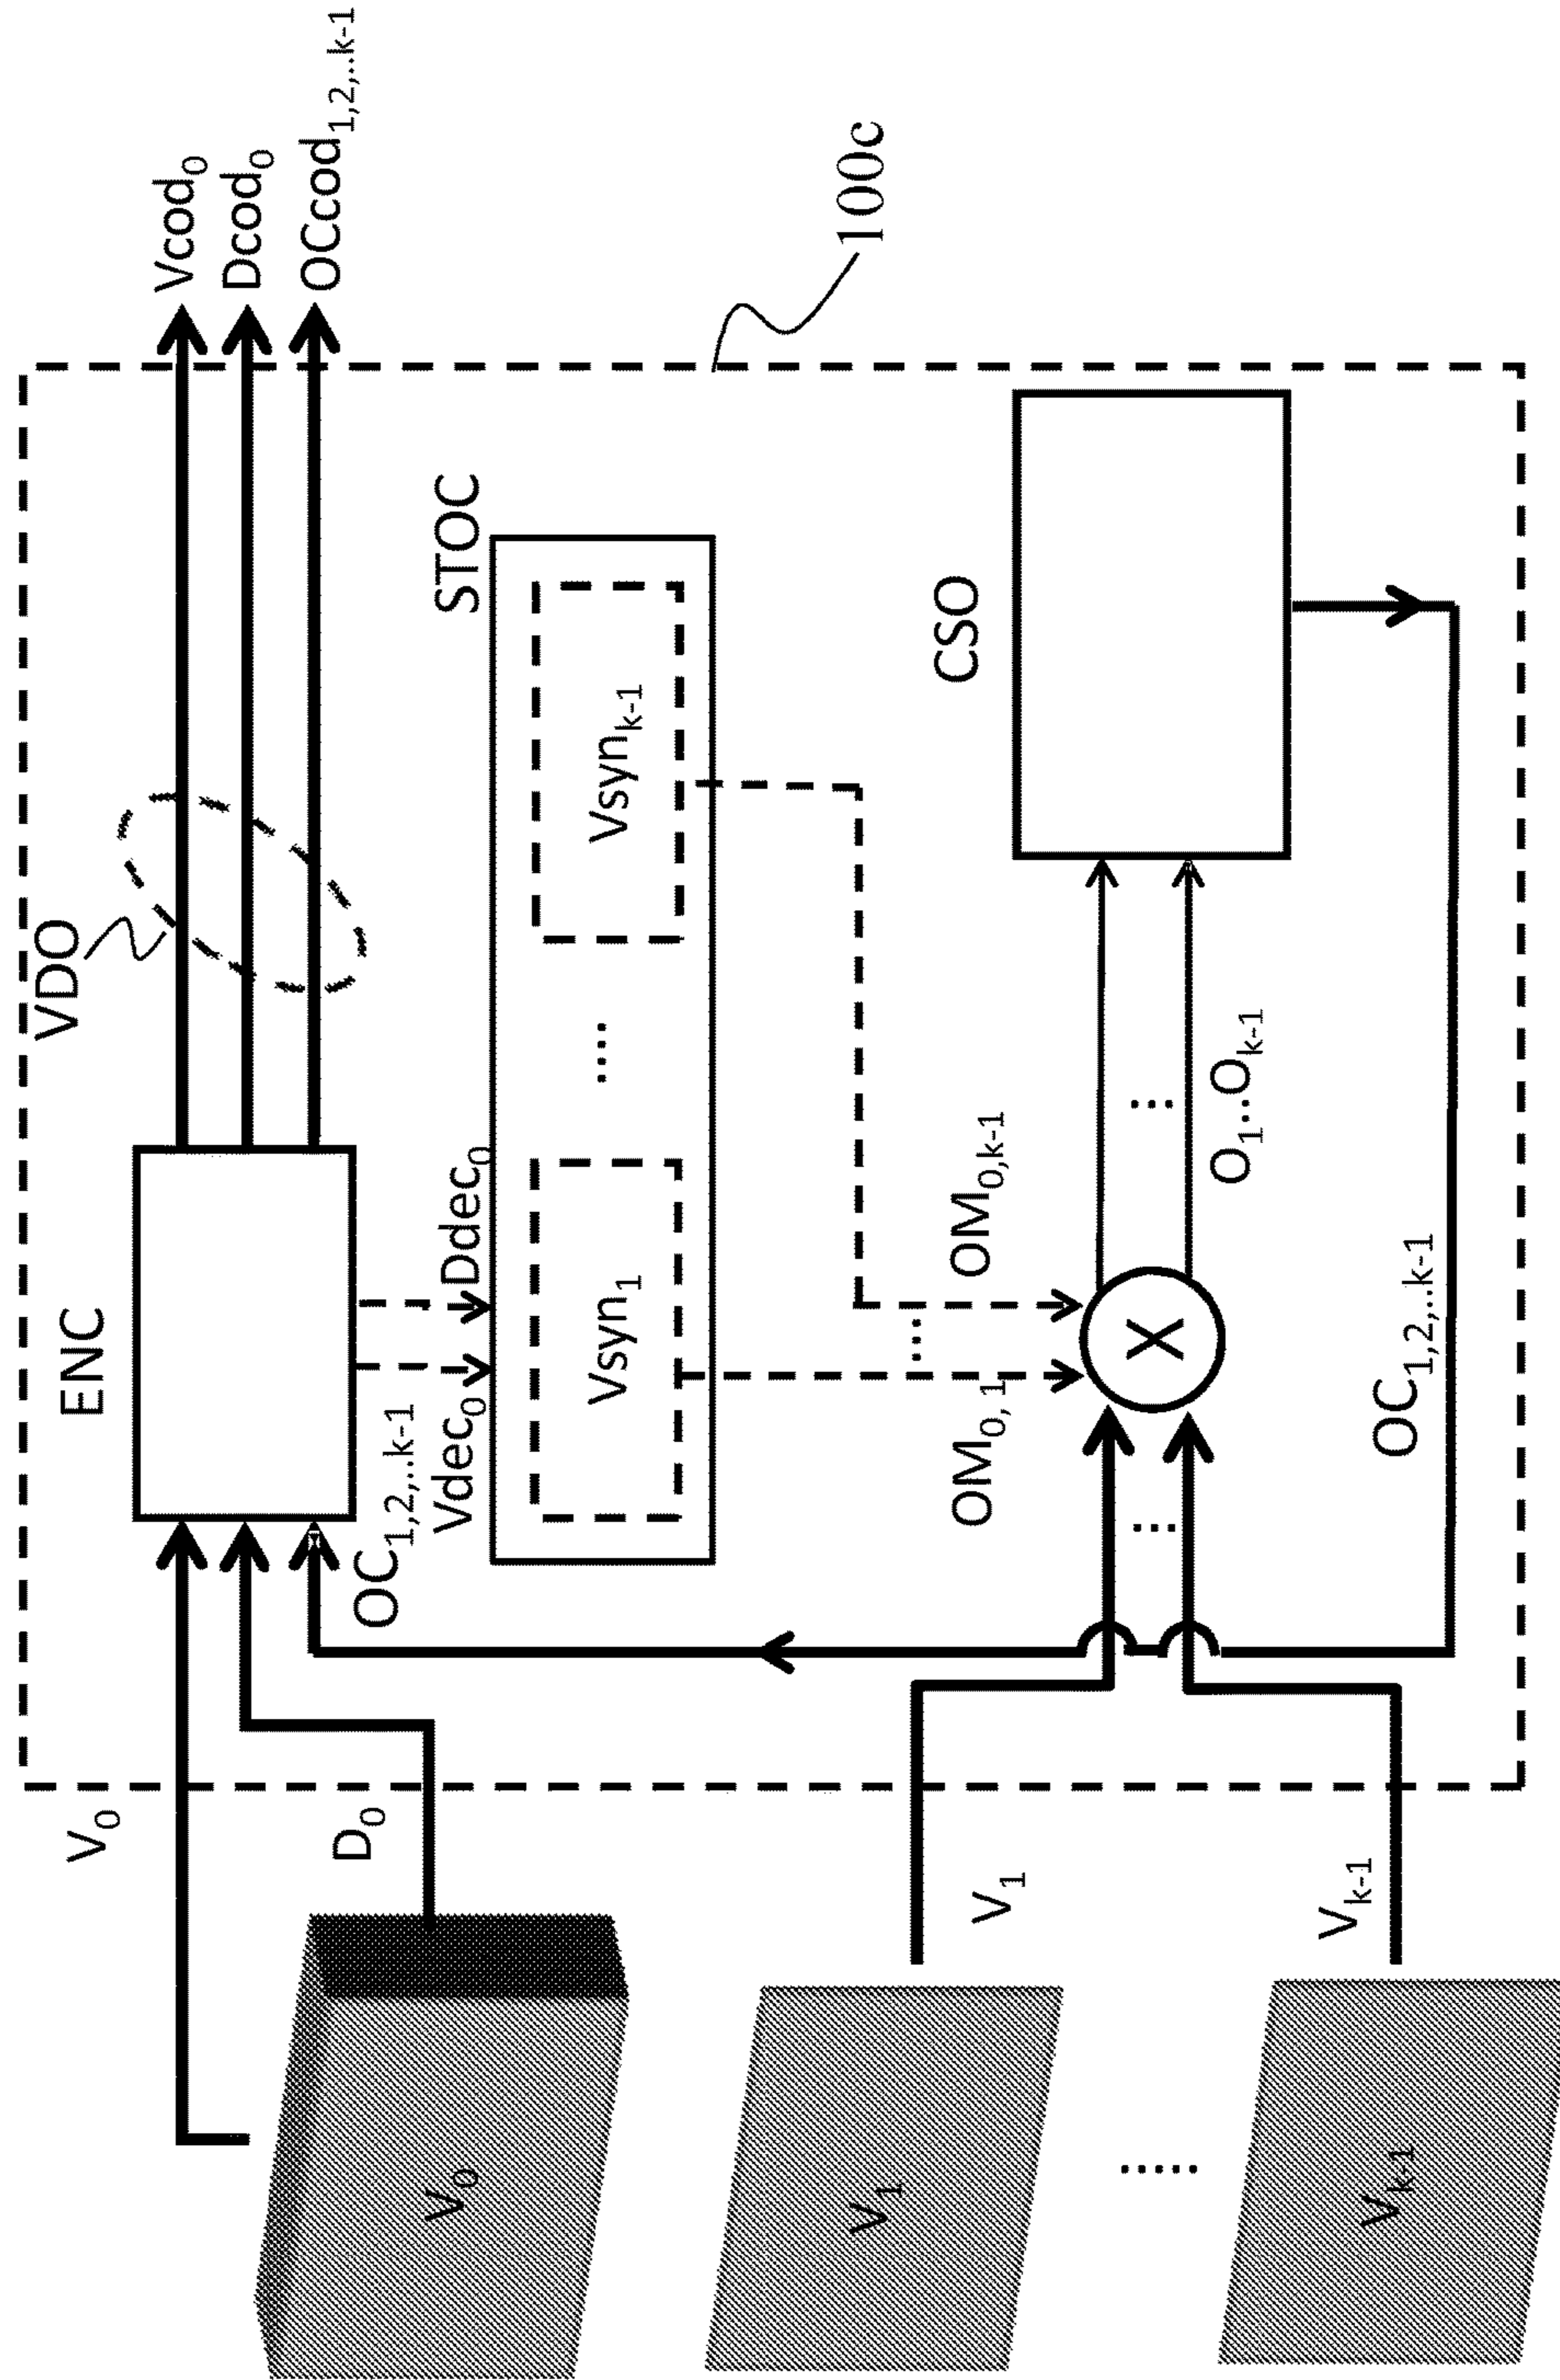 V₀
D₀
V₀
V₁
V₁
.....
Vₖ₋₁
Vₖ₋₁
ENC
VDO
Vcod₀
Dcod₀
OCcod₁,₂,..ₖ₋₁
OC₁,₂,..ₖ₋₁
Vdec₀
Ddec₀
STOC
Vsyn₁
....
Vsynₖ₋₁
OM₀,₁
....
OM₀,ₖ₋₁
...
X
...
O₁..Oₖ₋₁
CSO
OC₁,₂,..ₖ₋₁
100c